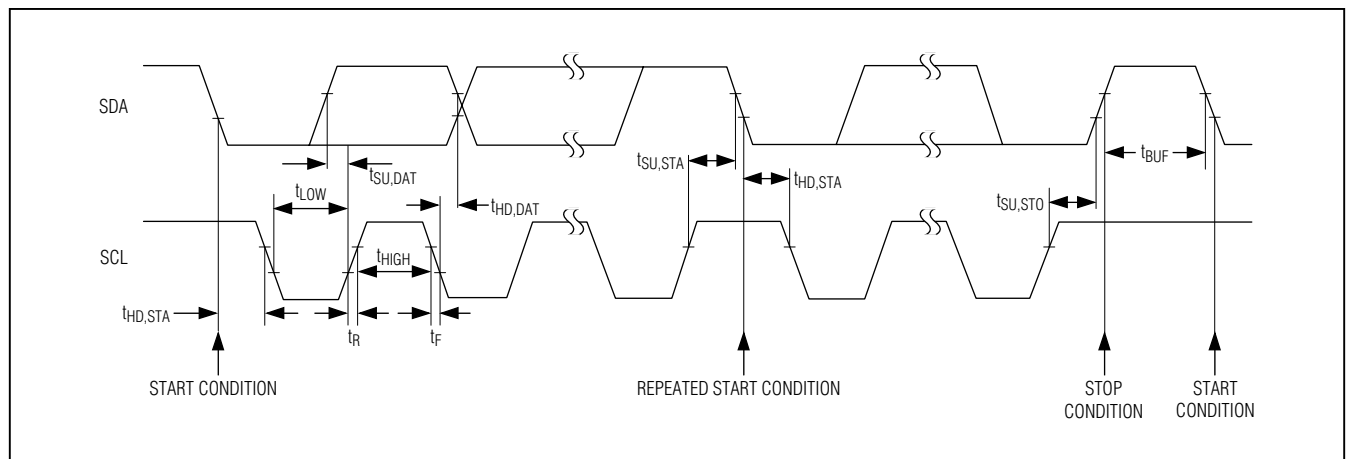 SDA
tSU,DAT
tLOW
tHD,DAT
tSU,STA
tHD,STA
tBUF
tSU,STO
SCL
tHIGH
tHD,STA
tR
tF
START CONDITION
REPEATED START CONDITION
STOP
CONDITION
START
CONDITION